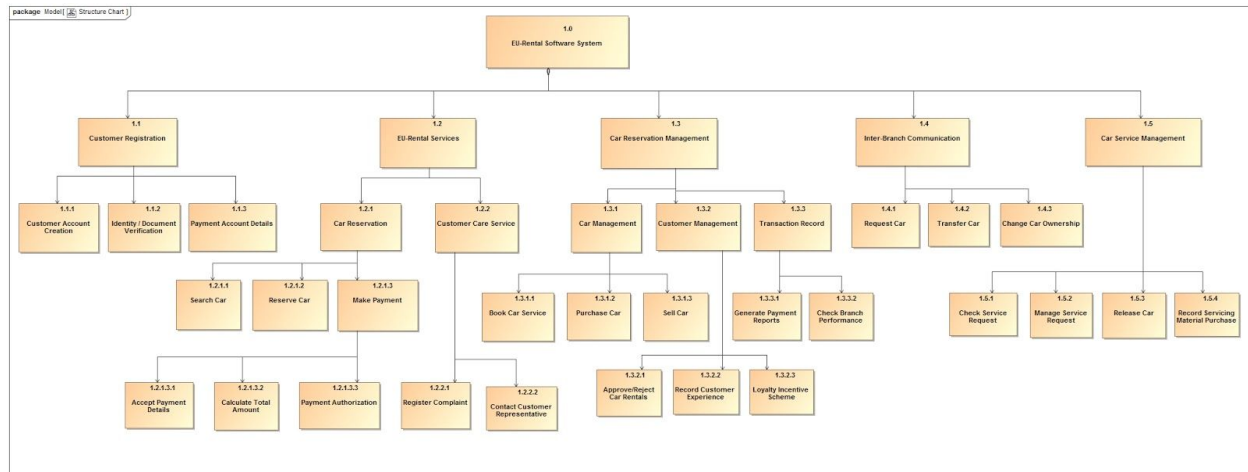 package Model[ Structure Chart ]
1.0
EU-Rental Software System
1.1
Customer Registration
1.2
EU-Rental Services
1.3
Car Reservation Management
1.4
Inter-Branch Communication
1.5
Car Service Management
1.1.1
Customer Account
Creation
1.1.2
Identity / Document
Verification
1.1.3
Payment Account Details
1.2.1
Car Reservation
1.2.2
Customer Care Service
1.3.1
Car Management
1.3.2
Customer Management
1.3.3
Transaction Record
1.4.1
Request Car
1.4.2
Transfer Car
1.4.3
Change Car Ownership
1.2.1.1
Search Car
1.2.1.2
Reserve Car
1.2.1.3
Make Payment
1.3.1.1
Book Car Service
1.3.1.2
Purchase Car
1.3.1.3
Sell Car
1.3.3.1
Generate Payment
Reports
1.3.3.2
Check Branch
Performance
1.5.1
Check Service
Request
1.5.2
Manage Service
Request
1.5.3
Release Car
1.5.4
Record Servicing
Material Purchase
1.2.1.3.1
Accept Payment
Details
1.2.1.3.2
Calculate Total
Amount
1.2.1.3.3
Payment Authorization
1.2.2.1
Register Complaint
1.2.2.2
Contact Customer
Representative
1.3.2.1
Approve/Reject
Car Rentals
1.3.2.2
Record Customer
Experience
1.3.2.3
Loyalty Incentive
Scheme